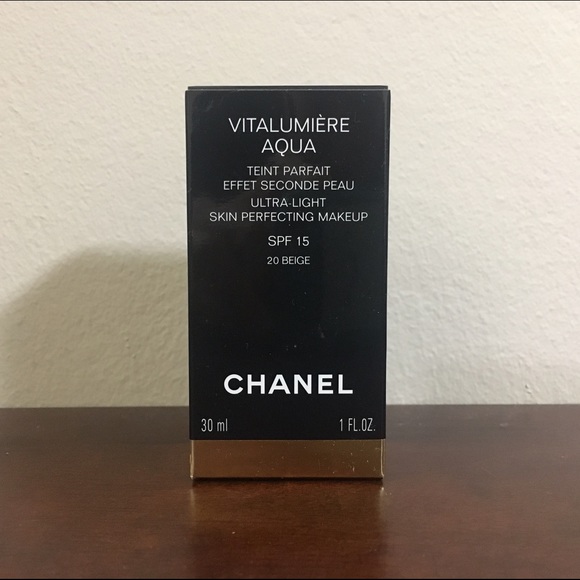 VITALUMIÈRE
AQUA
TEINT PARFAIT
EFFET SECONDE PEAU
ULTRA-LIGHT
SKIN PERFECTING MAKEUP
SPF 15
20 BEIGE
CHANEL
30 ml 1 FL.OZ.